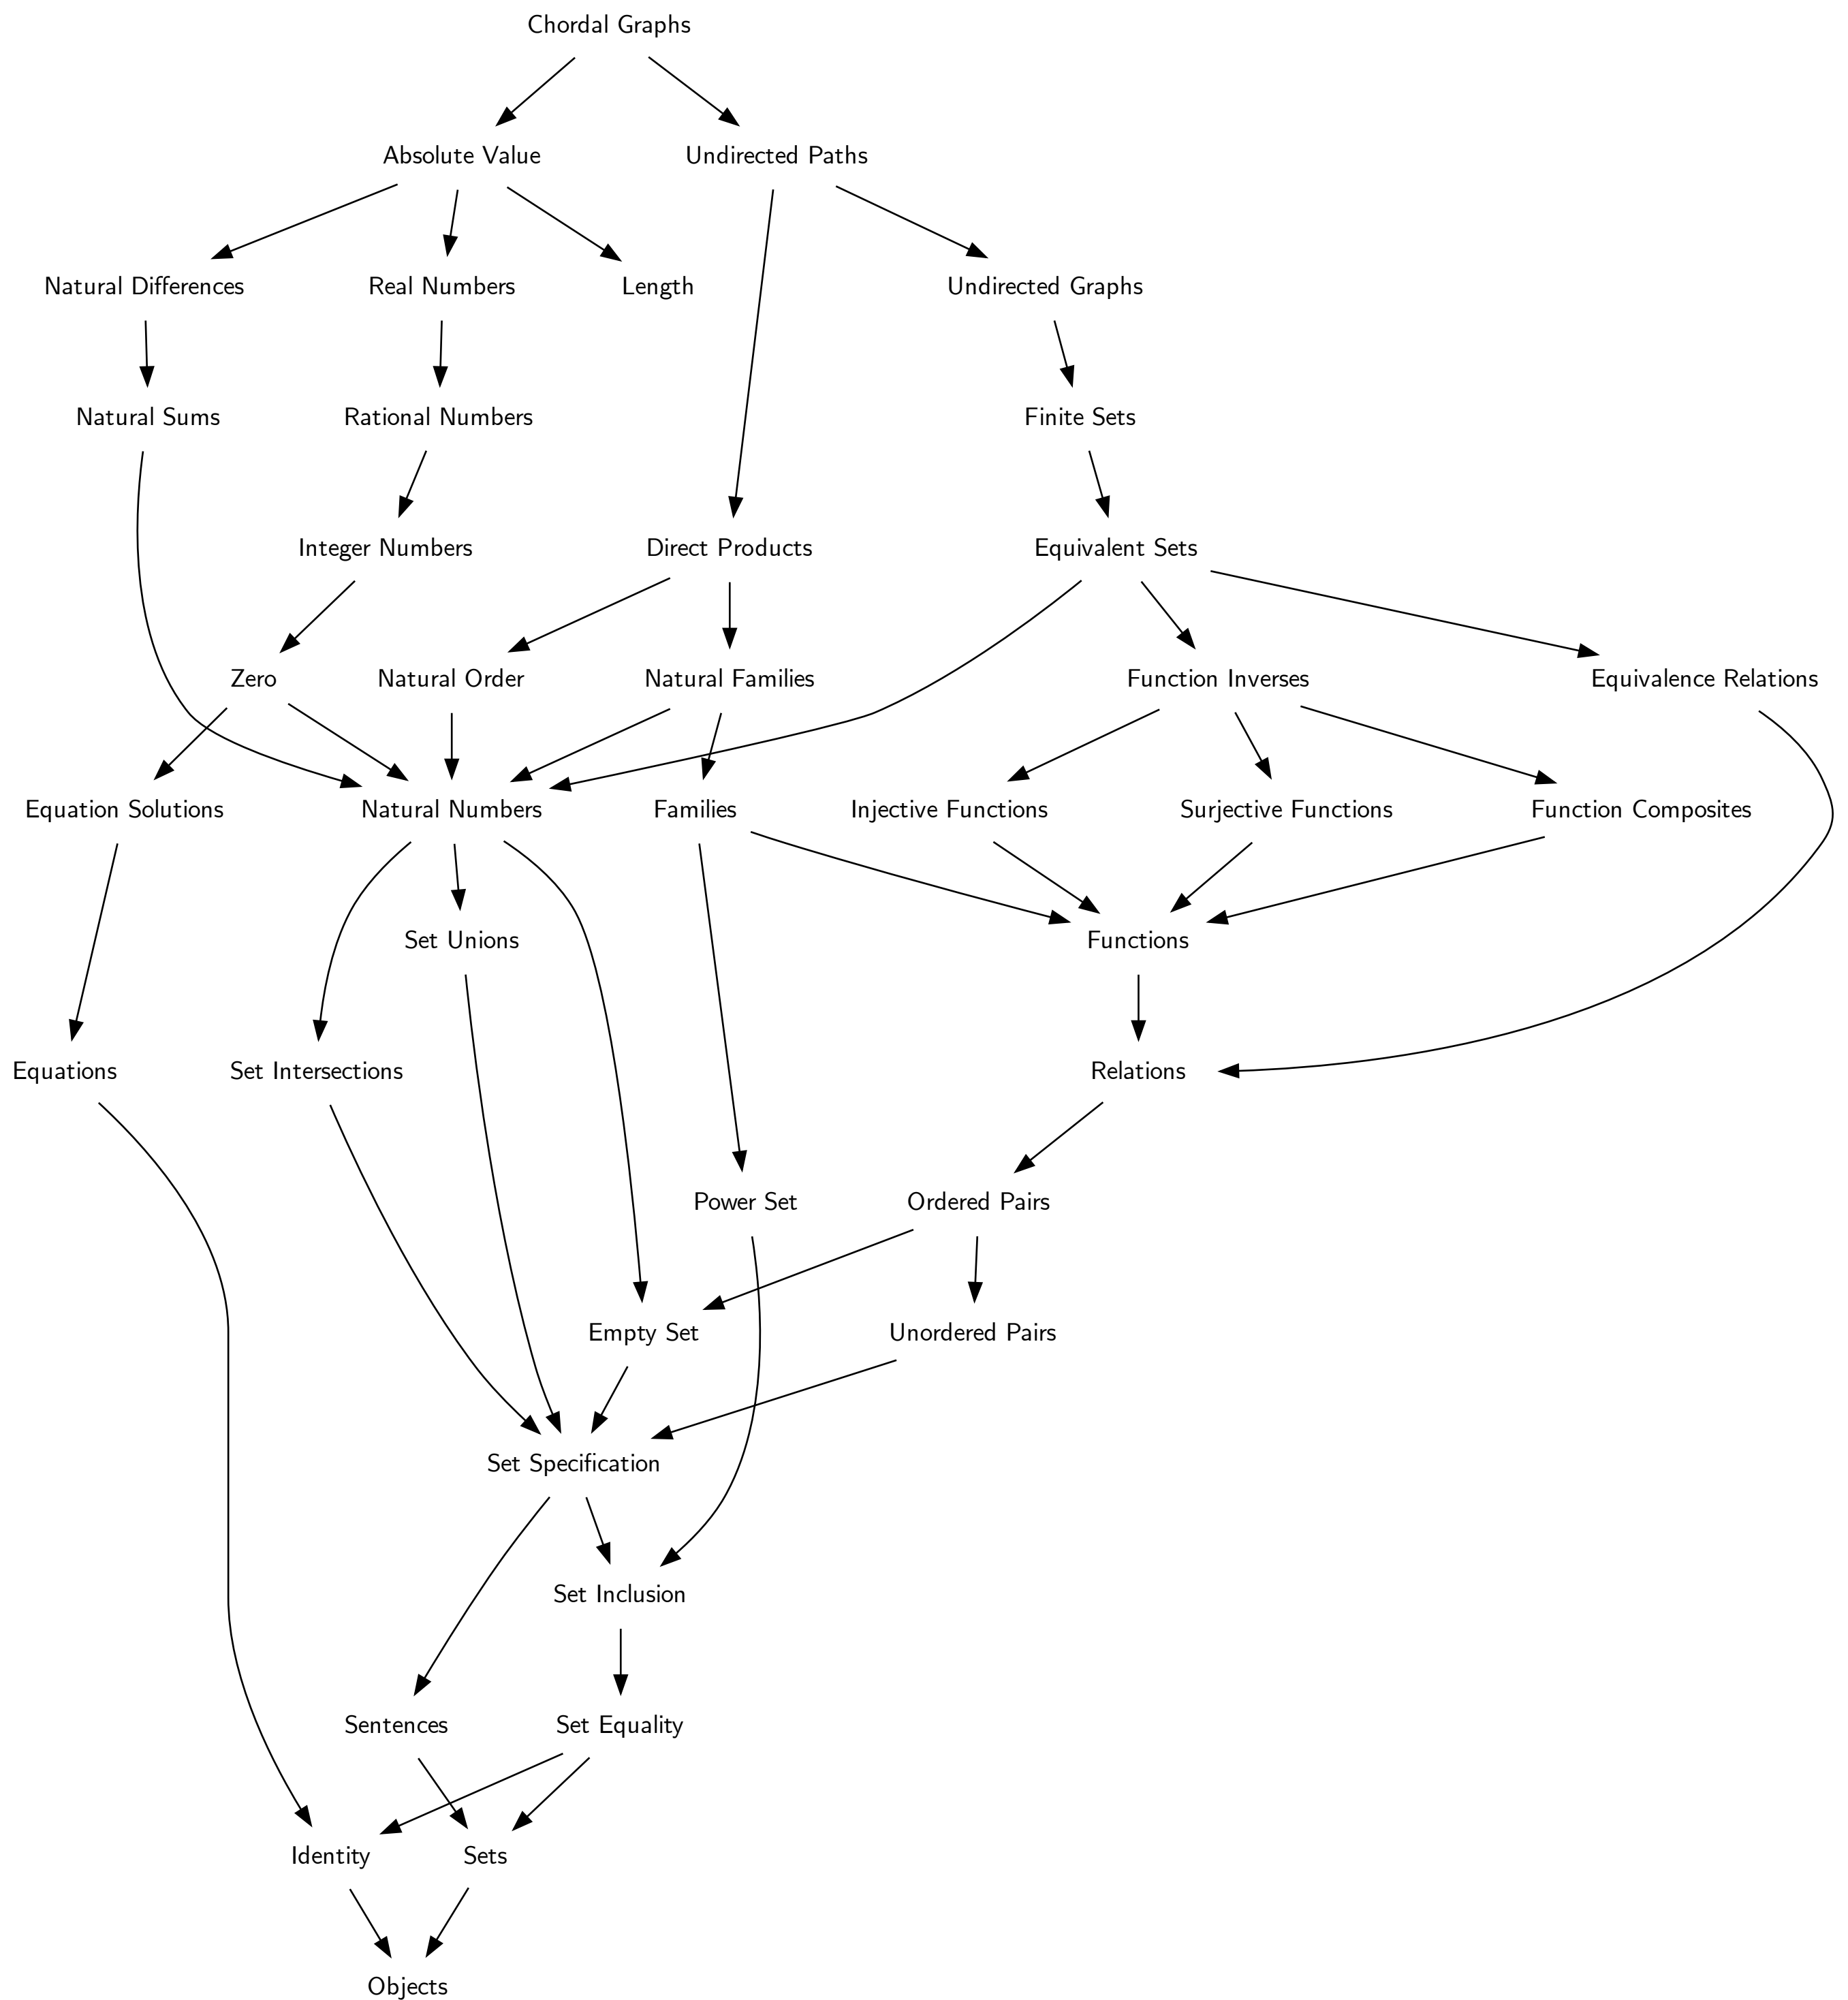 Chordal Graphs
Absolute Value
Undirected Paths
Natural Differences
Real Numbers
Length
Undirected Graphs
Natural Sums
Rational Numbers
Finite Sets
Integer Numbers
Direct Products
Equivalent Sets
Zero
Natural Order
Natural Families
Function Inverses
Equivalence Relations
Equation Solutions
Natural Numbers
Families
Injective Functions
Surjective Functions
Function Composites
Set Unions
Functions
Equations
Set Intersections
Relations
Power Set
Ordered Pairs
Empty Set
Unordered Pairs
Set Specification
Set Inclusion
Sentences
Set Equality
Identity
Sets
Objects